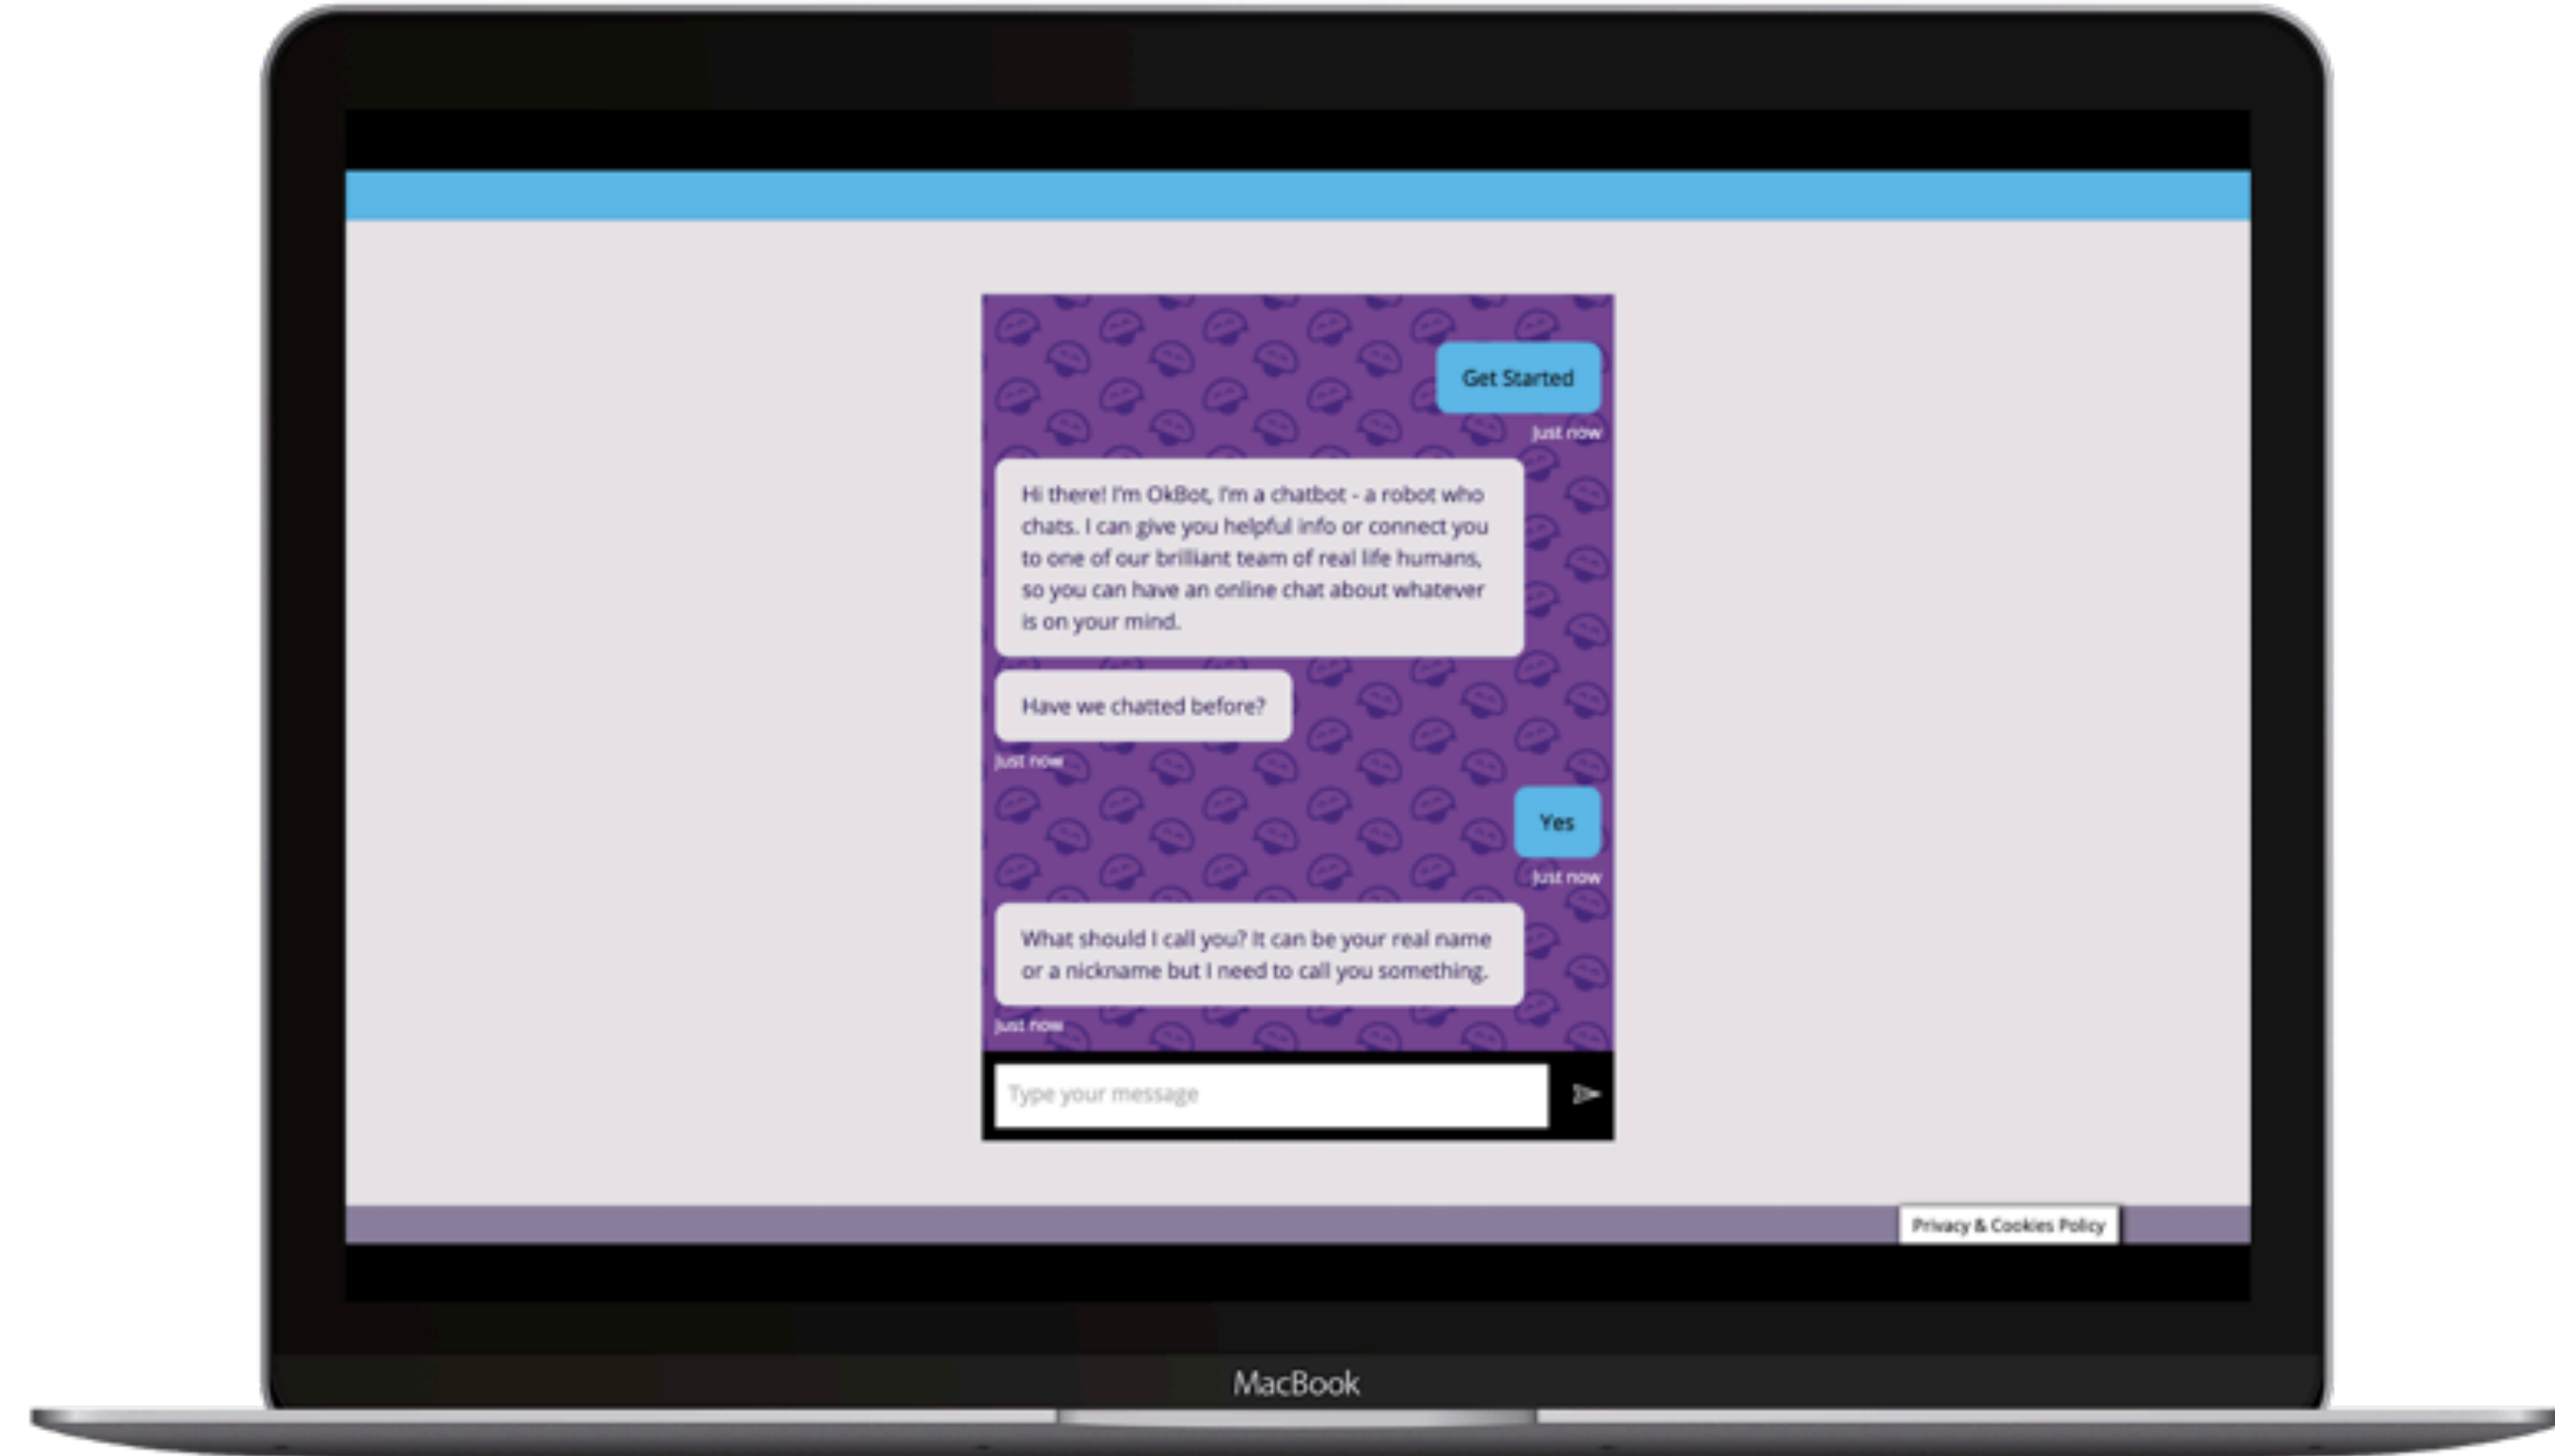 Get Started
Just now
Hi there! I'm OkBot, I'm a chatbot - a robot who
chats. I can give you helpful info or connect you
to one of our brilliant team of real life humans,
so you can have an online chat about whatever
is on your mind.
Have we chatted before?
Just now
Yes
Just now
What should I call you? It can be your real name
or a nickname but I need to call you something.
Just now
Type your message
Privacy & Cookies Policy
MacBook